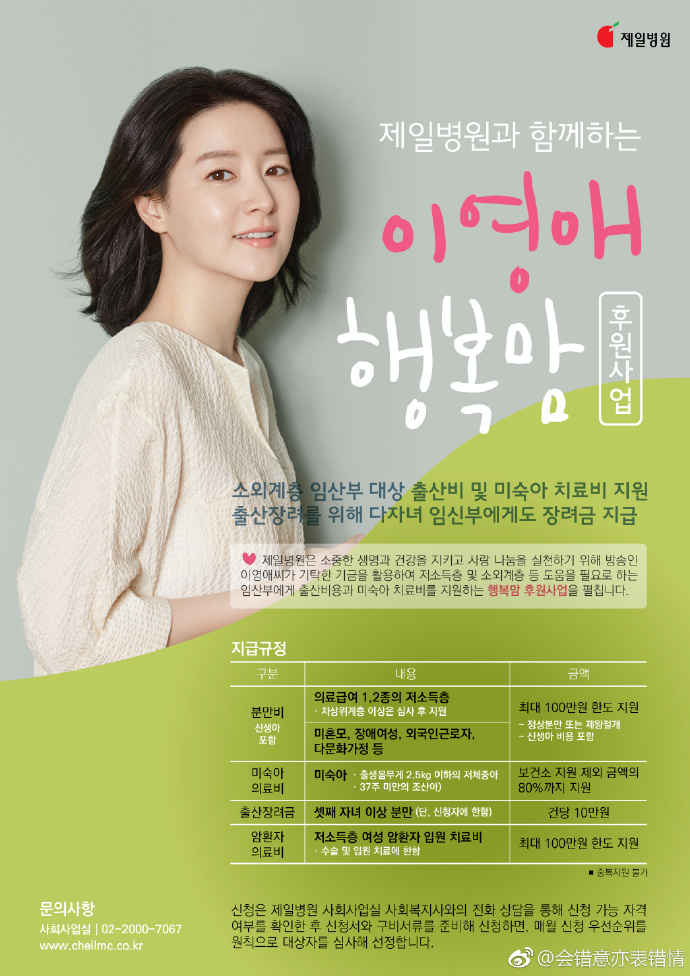 제일병원
제일병원과 함께하는
이영애
행복맘
후원사업
소외계층 임산부 대상 출산비 및 미숙아 치료비 지원
출산장려를 위해 다자녀 임신부에게도 장려금 지급
제일병원은 소중한 생명과 건강을 지키고 사랑 나눔을 실천하기 위해 방송인
이영애씨가 기탁한 기금을 활용하여 저소득층 및 소외계층 등 도움을 필요로 하는
임산부에게 출산비용과 미숙아 치료비를 지원하는 행복맘 후원사업을 펼칩니다.
지급규정
구분 내용 금액
분만비
신생아
포함
의료급여 1,2종의 저소득층
· 차상위계층 이상은 심사 후 지원
미혼모, 장애여성, 외국인근로자,
다문화가정 등
최대 100만원 한도 지원
- 정상분만 또는 제왕절개
- 신생아 비용 포함
미숙아
의료비
미숙아 · 출생몸무게 2,5kg 이하의 저체중아
· 37주 미만의 조산아)
보건소 지원 제외 금액의
80%까지 지원
출산장려금 셋째 자녀 이상 분만 (단, 신청자에 한함) 건당 10만원
암환자
의료비
저소득층 여성 암환자 입원 치료비
· 수술 및 입원 치료에 한함
최대 100만원 한도 지원
■ 중복지원 불가
문의사항
사회사업실 | 02-2000-7067
www.cheilmc.co.kr
신청은 제일병원 사회사업실 사회복지사와의 전화 상담을 통해 신청 가능 자격
여부를 확인한 후 신청서와 구비서류를 준비해 신청하면, 매월 신청 우선순위를
원칙으로 대상자를 심사해 선정합니다.
@会错意亦表错情